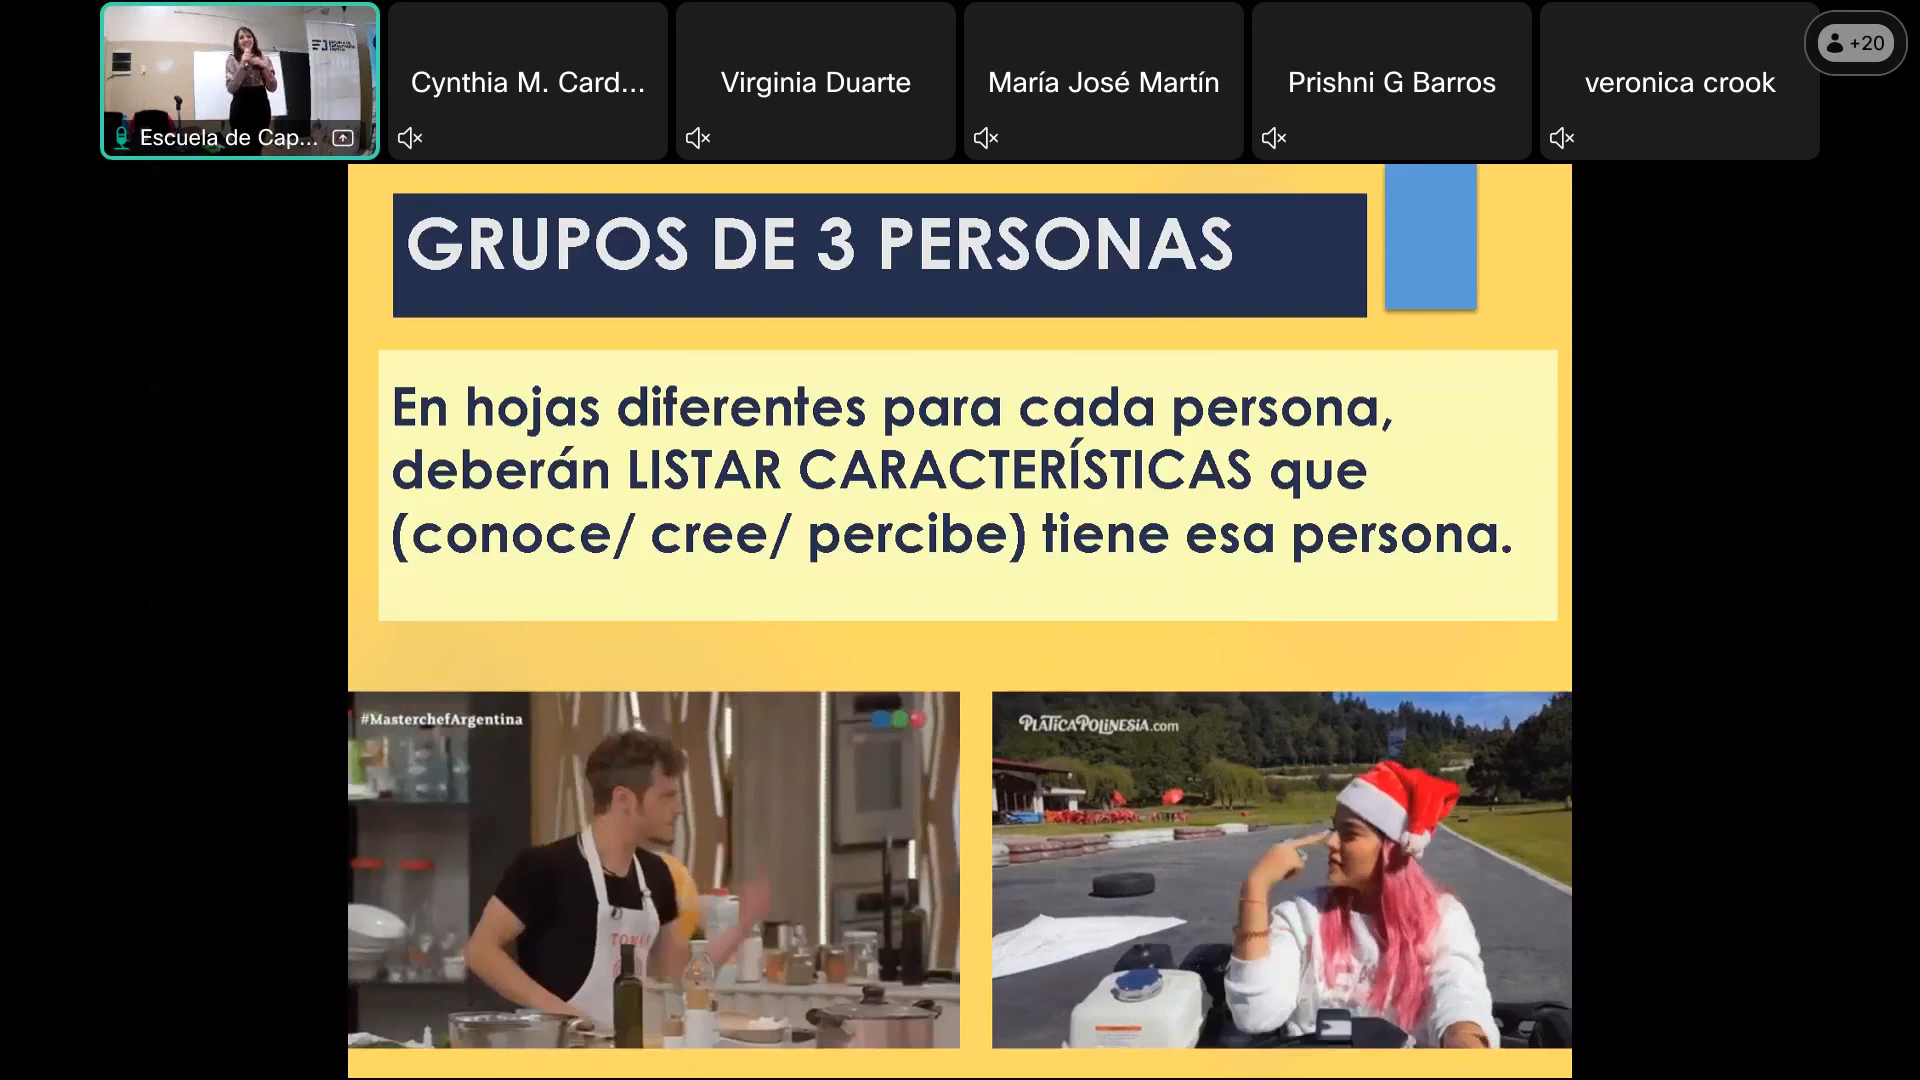 Escuela de Cap...
Cynthia M. Card...
Virginia Duarte
María José Martín
Prishni G Barros
veronica crook
+20
GRUPOS DE 3 PERSONAS
En hojas diferentes para cada persona,
deberán LISTAR CARACTERÍSTICAS que
(conoce/ cree/ percibe) tiene esa persona.
#MasterchefArgentina
PLATICAPOLINESIA.com